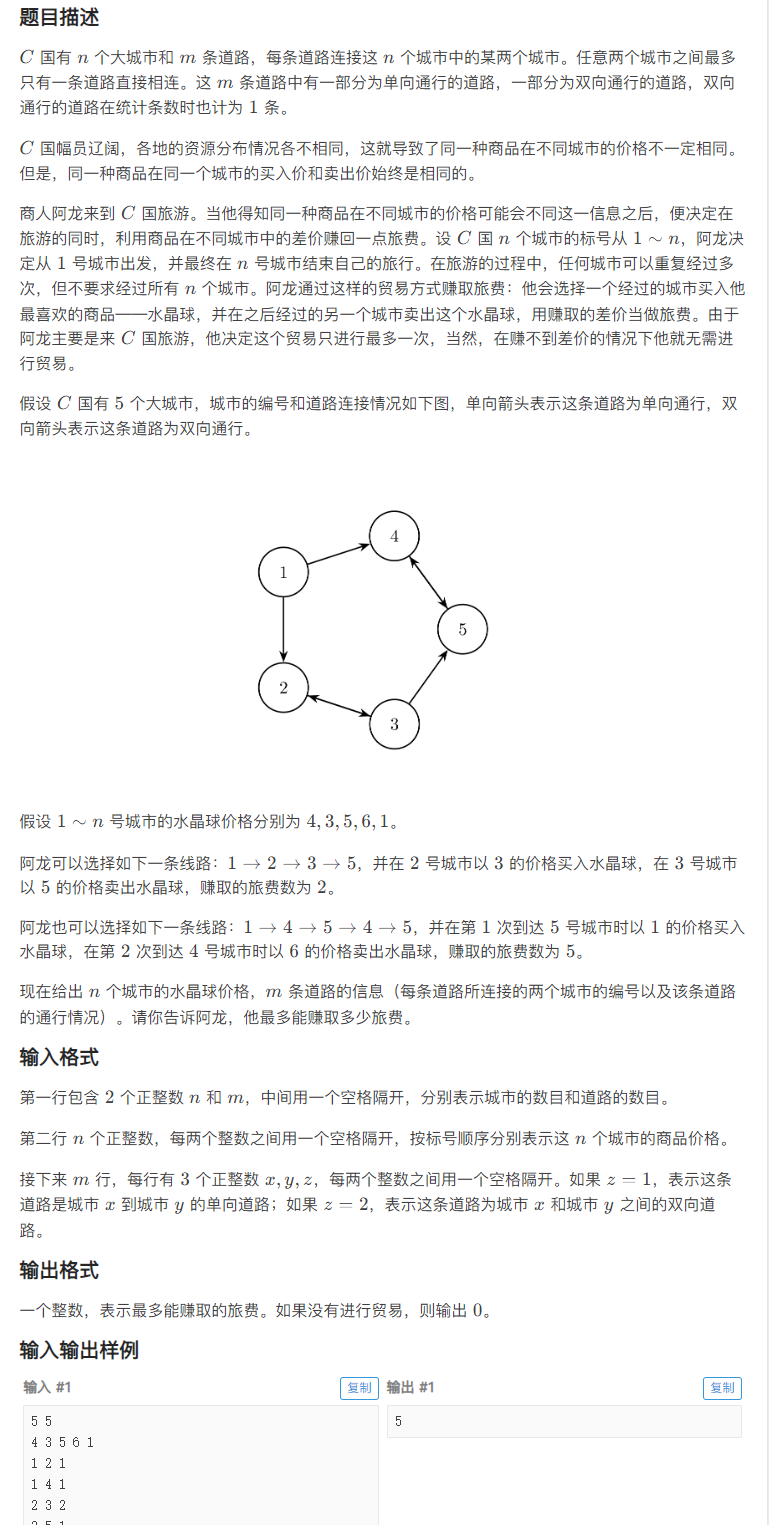 题目描述
C 国有 n 个大城市和 m 条道路，每条道路连接这 n 个城市中的某两个城市。任意两个城市之间最多
只有一条道路直接相连。这 m 条道路中有一部分为单向通行的道路，一部分为双向通行的道路，双向
通行的道路在统计条数时也计为 1 条。
C 国幅员辽阔，各地的资源分布情况各不相同，这就导致了同一种商品在不同城市的价格不一定相同。
但是，同一种商品在同一个城市的买入价和卖出价始终是相同的。
商人阿龙来到 C 国旅游。当他得知同一种商品在不同城市的价格可能会不同这一信息之后，便决定在
旅游的同时，利用商品在不同城市中的差价赚回一点旅费。设 C 国 n 个城市的标号从 1 ∼ n，阿龙决
定从 1 号城市出发，并最终在 n 号城市结束自己的旅行。在旅游的过程中，任何城市可以重复经过多
次，但不要求经过所有 n 个城市。阿龙通过这样的贸易方式赚取旅费：他会选择一个经过的城市买入他
最喜欢的商品——水晶球，并在之后经过的另一个城市卖出这个水晶球，用赚取的差价当做旅费。由于
阿龙主要是来 C 国旅游，他决定这个贸易只进行最多一次，当然，在赚不到差价的情况下他就无需进
行贸易。
假设 C 国有 5 个大城市，城市的编号和道路连接情况如下图，单向箭头表示这条道路为单向通行，双
向箭头表示这条道路为双向通行。
4
1
5
2
3
假设 1 ∼ n 号城市的水晶球价格分别为 4, 3, 5, 6, 1。
阿龙可以选择如下一条线路：1 → 2 → 3 → 5，并在 2 号城市以 3 的价格买入水晶球，在 3 号城市
以 5 的价格卖出水晶球，赚取的旅费数为 2。
阿龙也可以选择如下一条线路：1 → 4 → 5 → 4 → 5，并在第 1 次到达 5 号城市时以 1 的价格买入
水晶球，在第 2 次到达 4 号城市时以 6 的价格卖出水晶球，赚取的旅费数为 5。
现在给出 n 个城市的水晶球价格，m 条道路的信息（每条道路所连接的两个城市的编号以及该条道路
的通行情况）。请你告诉阿龙，他最多能赚取多少旅费。
输入格式
第一行包含 2 个正整数 n 和 m，中间用一个空格隔开，分别表示城市的数目和道路的数目。
第二行 n 个正整数，每两个整数之间用一个空格隔开，按标号顺序分别表示这 n 个城市的商品价格。
接下来 m 行，每行有 3 个正整数 x, y, z，每两个整数之间用一个空格隔开。如果 z = 1，表示这条
道路是城市 x 到城市 y 的单向道路；如果 z = 2，表示这条道路为城市 x 和城市 y 之间的双向道
路。
输出格式
一个整数，表示最多能赚取的旅费。如果没有进行贸易，则输出 0。
输入输出样例
输入 #1 复制 输出 #1 复制
5 5 5
4 3 5 6 1
1 2 1
1 4 1
2 3 2